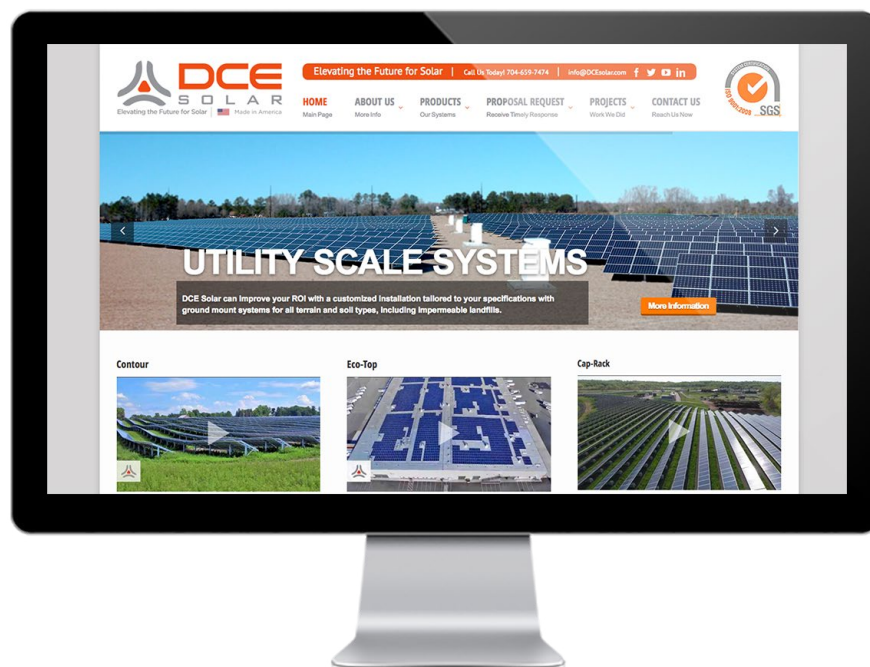 DCE
SOLAR
Elevating the Future for Solar | Made in America
Elevating the Future for Solar | Call Us Today! 704-659-7474 | info@DCEsolar.com
HOME
Main Page
ABOUT US
More Info
PRODUCTS
Our Systems
PROPOSAL REQUEST
Receive Timely Response
PROJECTS
Work We Did
CONTACT US
Reach Us Now
SGS
UTILITY SCALE SYSTEMS
DCE Solar can improve your ROI with a customized installation tailored to your specifications with
ground mount systems for all terrain and soil types, including impermeable landfills.
More Information
Contour
Eco-Top
Cap-Rack